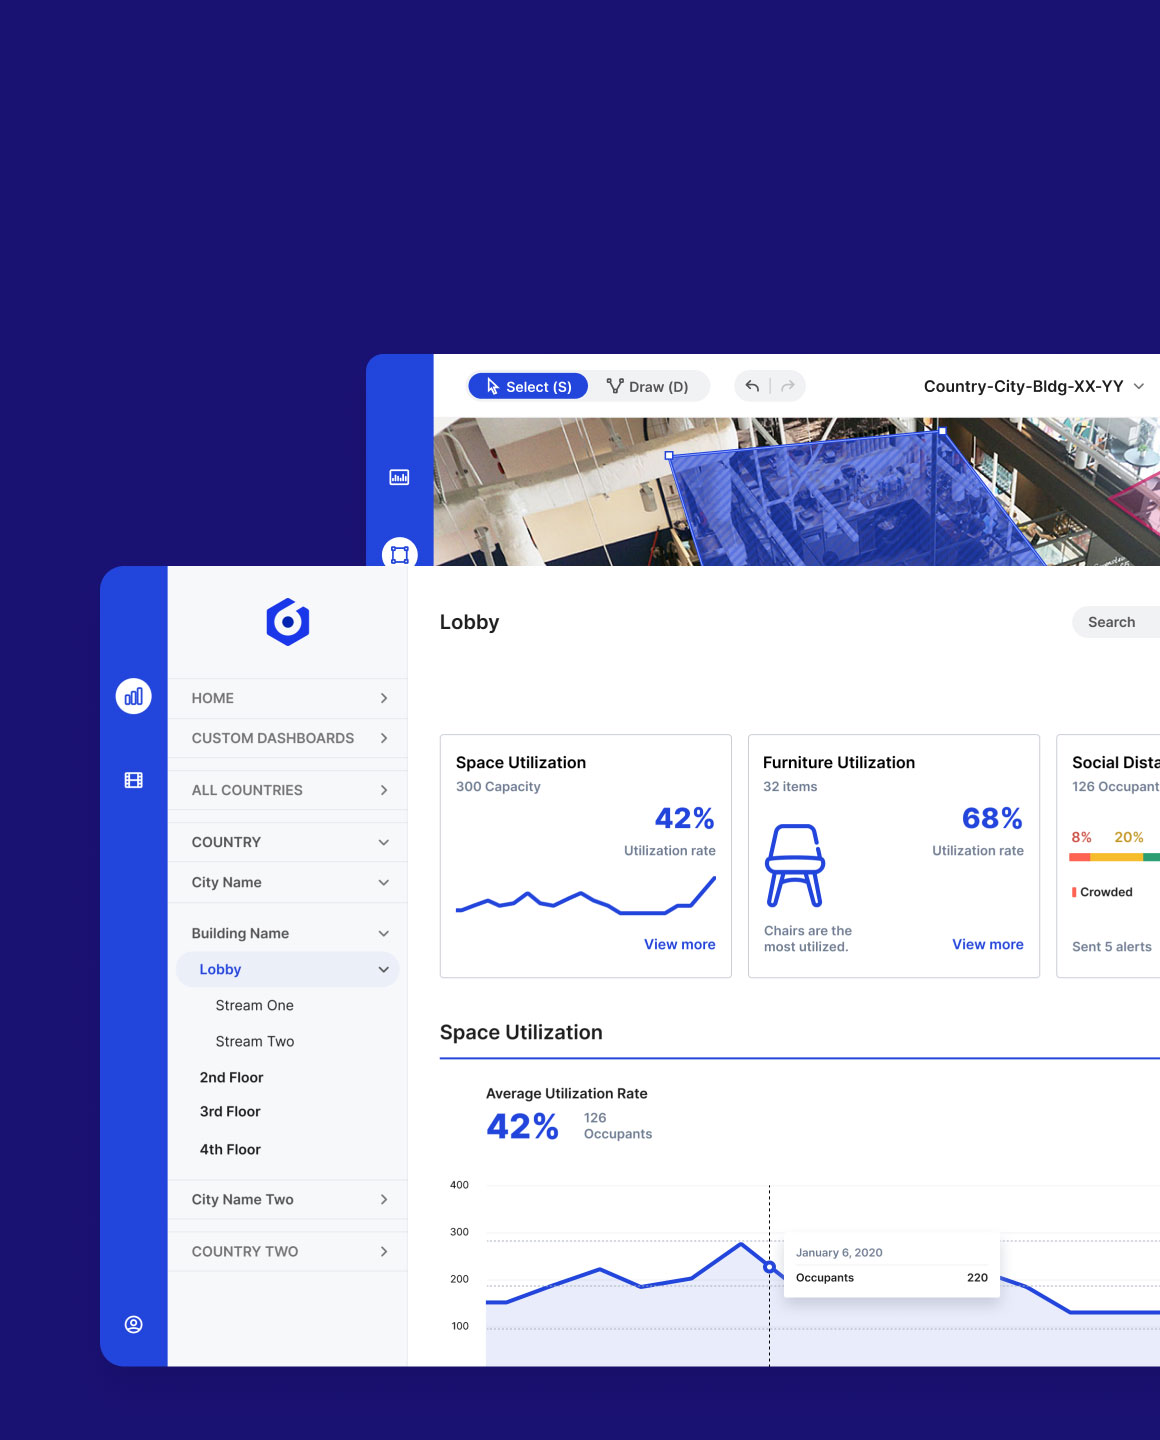 Select (S)
Draw (D)
Country-City-Bldg-XX-YY
Lobby
Search
HOME
CUSTOM DASHBOARDS
ALL COUNTRIES
COUNTRY
City Name
Building Name
Lobby
Stream One
Stream Two
2nd Floor
3rd Floor
4th Floor
City Name Two
COUNTRY TWO
Space Utilization
300 Capacity
42%
Utilization rate
View more
Furniture Utilization
32 items
68%
Utilization rate
Chairs are the
most utilized.
View more
Social Dista
126 Occupant
8% 20%
Crowded
Sent 5 alerts
Space Utilization
Average Utilization Rate
42%
126
Occupants
400
300
200
100
January 6, 2020
Occupants 220